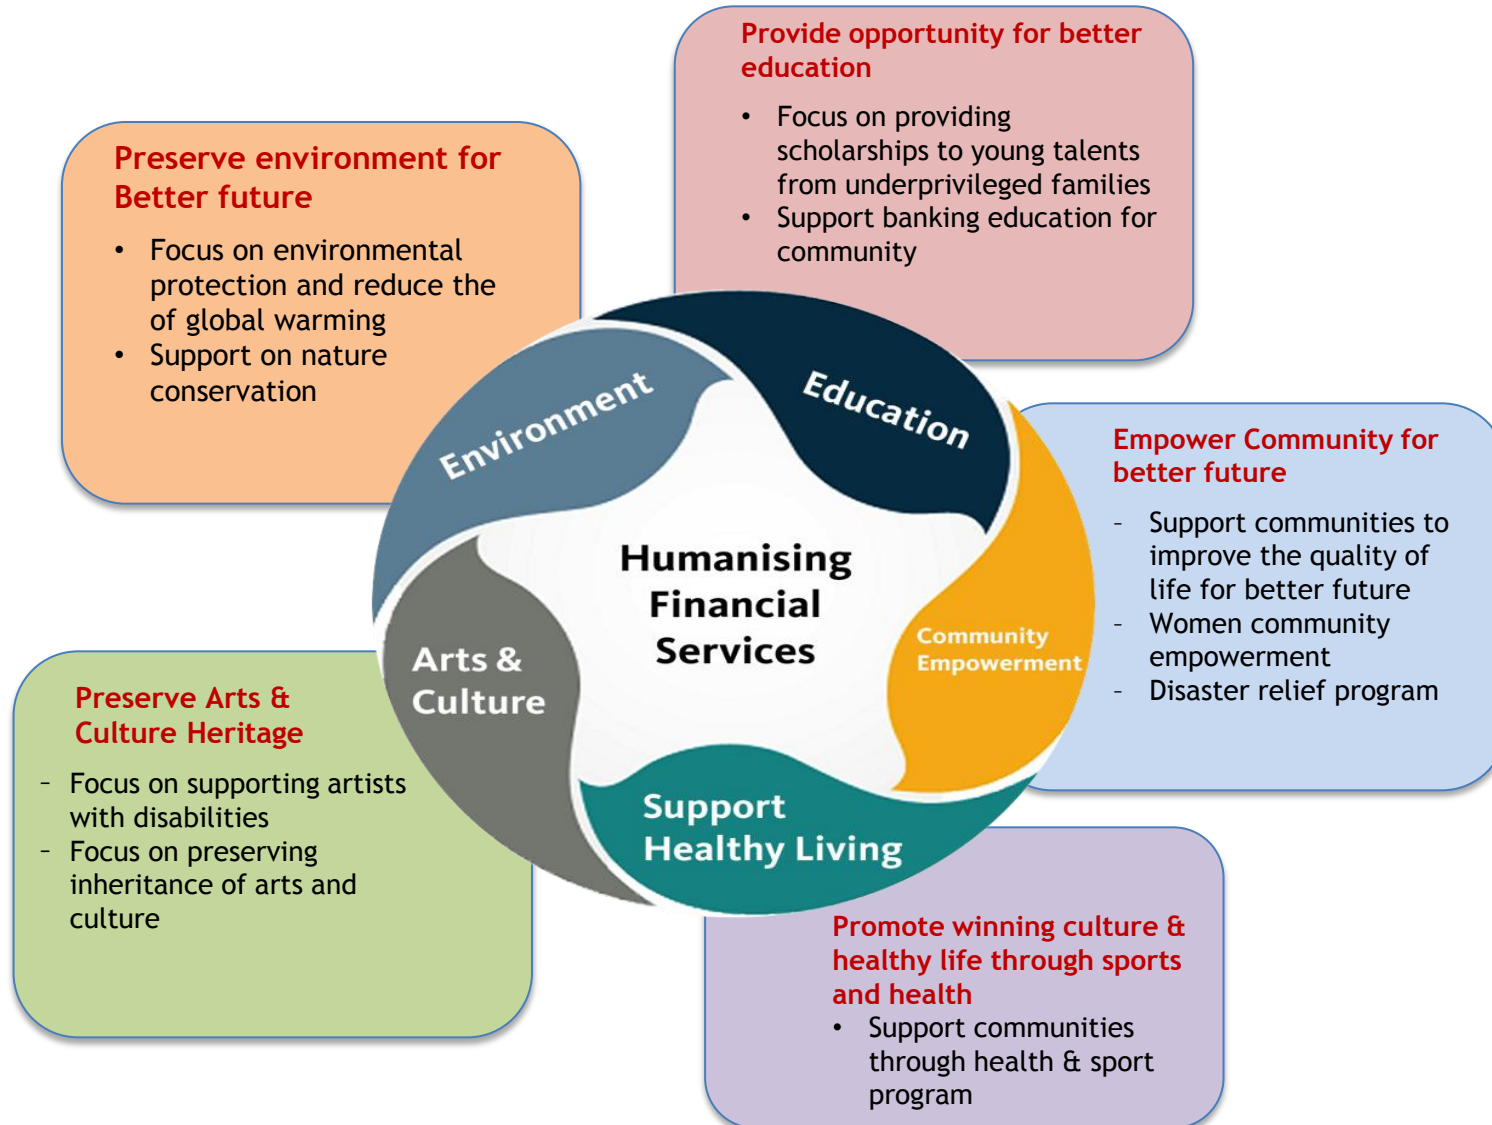 Provide opportunity for better
education
• Focus on providing
scholarships to young talents
from underprivileged families
• Support banking education for
community
Preserve environment for
Better future
• Focus on environmental
protection and reduce the
of global warming
• Support on nature
conservation
Environment
Education
Empower Community for
better future
- Support communities to
improve the quality of
life for better future
- Women community
empowerment
- Disaster relief program
Humanising
Financial
Services
Community
Empowerment
Arts &
Culture
Preserve Arts &
Culture Heritage
- Focus on supporting artists
with disabilities
- Focus on preserving
inheritance of arts and
culture
Support
Healthy Living
Promote winning culture &
healthy life through sports
and health
• Support communities
through health & sport
program